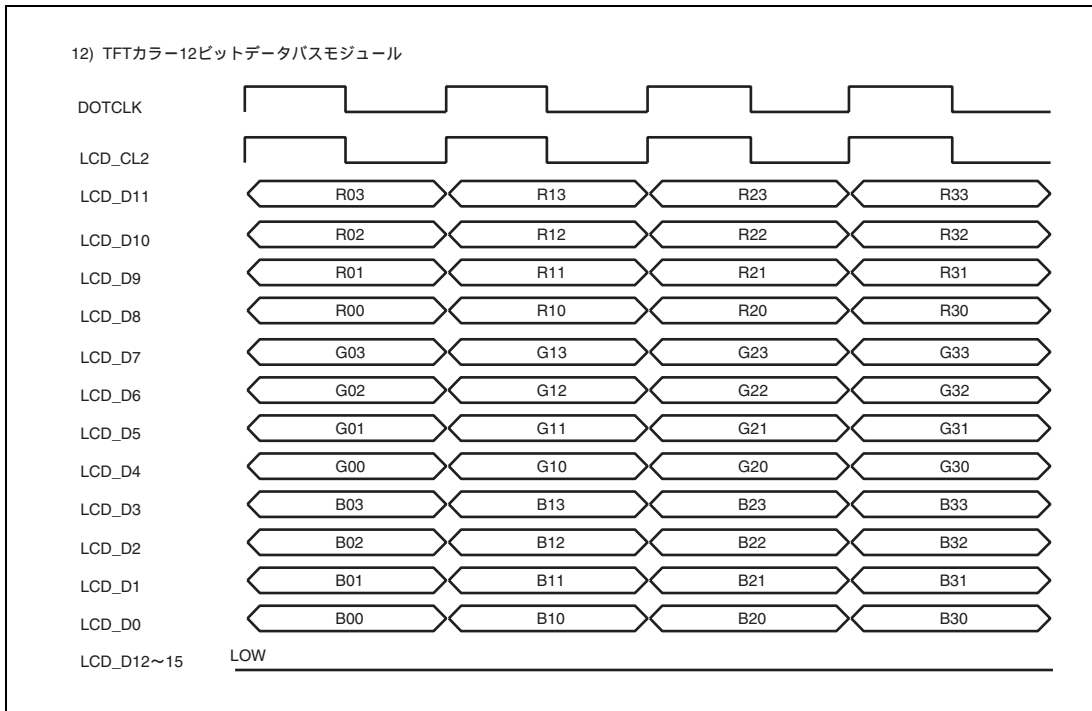 12) TFTカラー12ビットデータバスモジュール
DOTCLK
LCD_CL2
LCD_D11 R03 R13 R23 R33
LCD_D10 R02 R12 R22 R32
LCD_D9 R01 R11 R21 R31
LCD_D8 R00 R10 R20 R30
LCD_D7 G03 G13 G23 G33
LCD_D6 G02 G12 G22 G32
LCD_D5 G01 G11 G21 G31
LCD_D4 G00 G10 G20 G30
LCD_D3 B03 B13 B23 B33
LCD_D2 B02 B12 B22 B32
LCD_D1 B01 B11 B21 B31
LCD_D0 B00 B10 B20 B30
LCD_D12～15 LOW